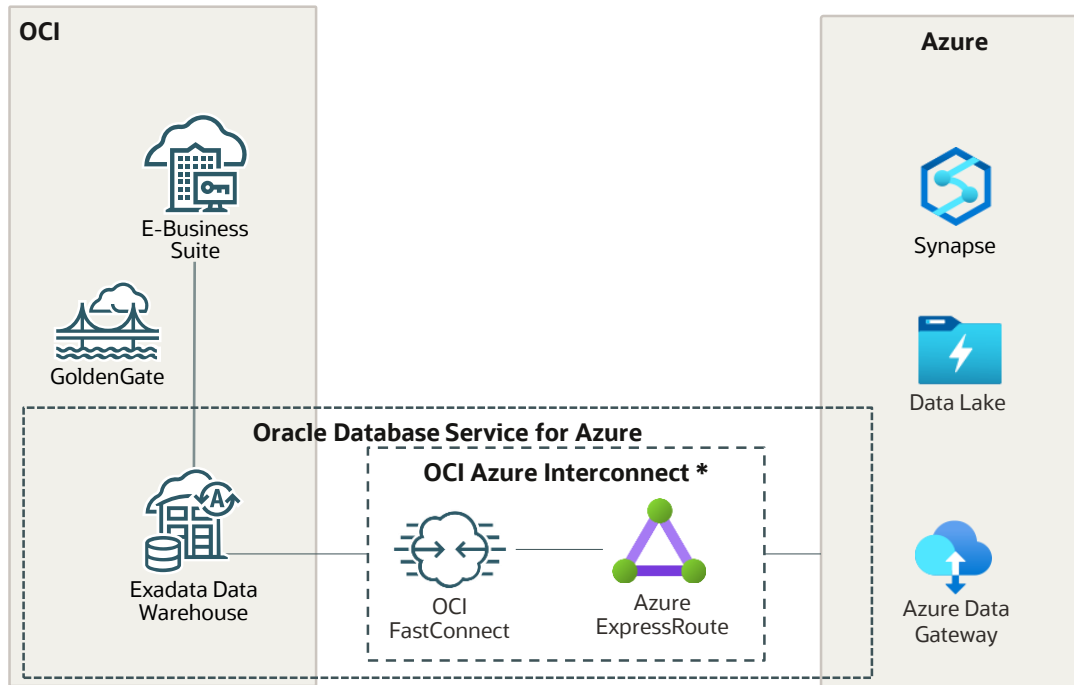 OCI
Azure
E-Business
Suite
Synapse
GoldenGate
Data Lake
Oracle Database Service for Azure
OCI Azure Interconnect *
A
Exadata Data
Warehouse
OCI
FastConnect
Azure
ExpressRoute
Azure Data
Gateway